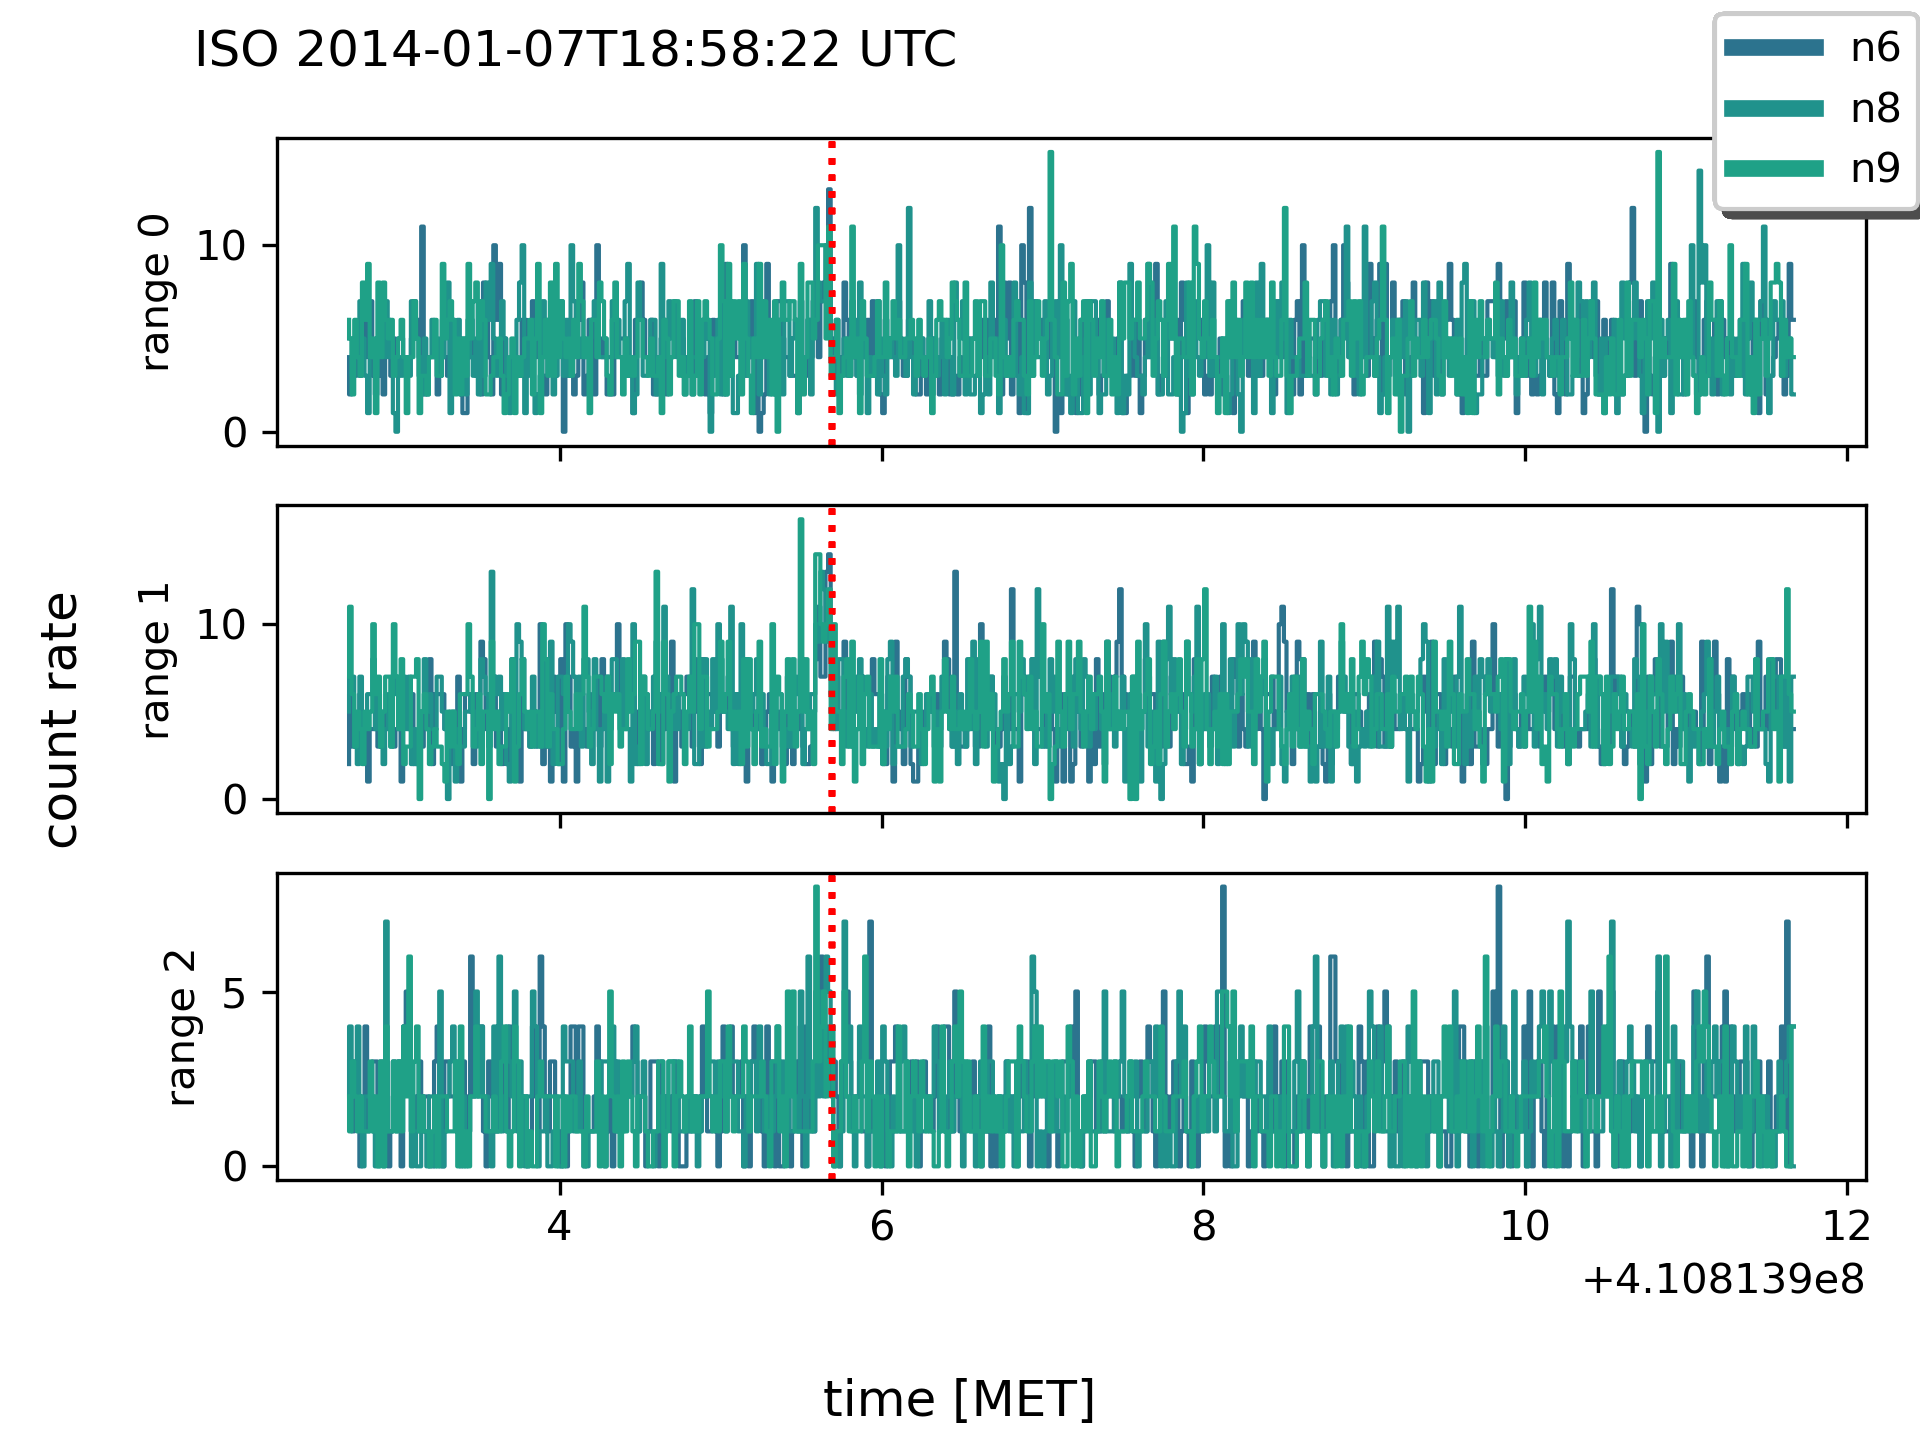 ISO 2014-01-07T18:58:22 UTC
n6
n8
n9
range 0
10
0
count rate
range 1
10
0
range 2
5
0
4 6 8 10 12
+4.108139e8
time [MET]